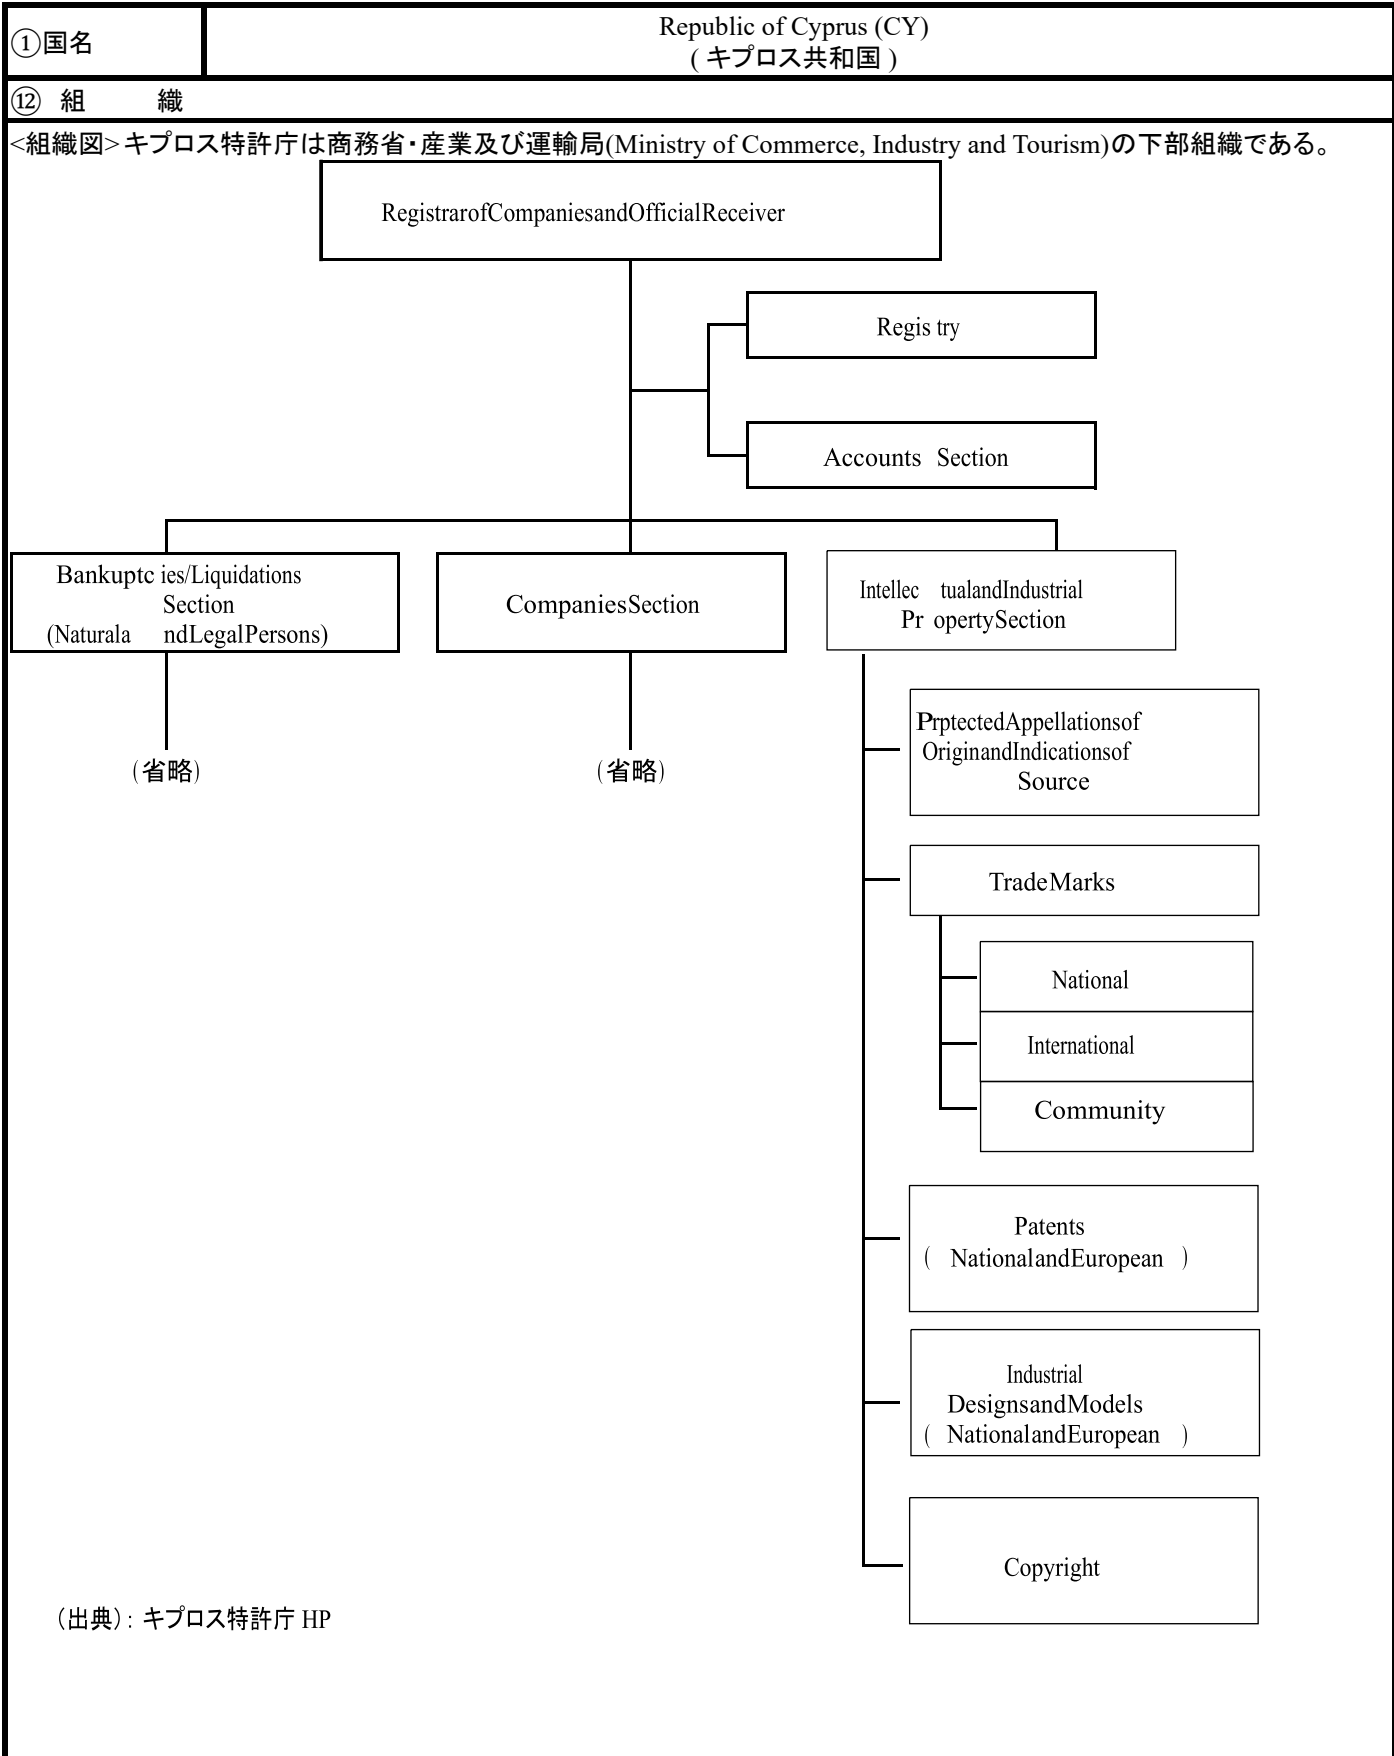 ①国名
Republic of Cyprus (CY)
( キプロス共和国 )
⑫ 組 織
<組織図> キプロス特許庁は商務省・産業及び運輸局(Ministry of Commerce, Industry and Tourism)の下部組織である。
RegistrarofCompaniesandOfficialReceiver
Regis try
Accounts Section
Bankuptc ies/Liquidations
Section
(Naturala ndLegalPersons)
CompaniesSection
Intellec tualandIndustrial
Pr opertySection
(省略)
(省略)
PrptectedAppellationsof
OriginandIndicationsof
Source
TradeMarks
National
International
Community
Patents
( NationalandEuropean )
Industrial
DesignsandModels
( NationalandEuropean )
Copyright
(出典): キプロス特許庁 HP